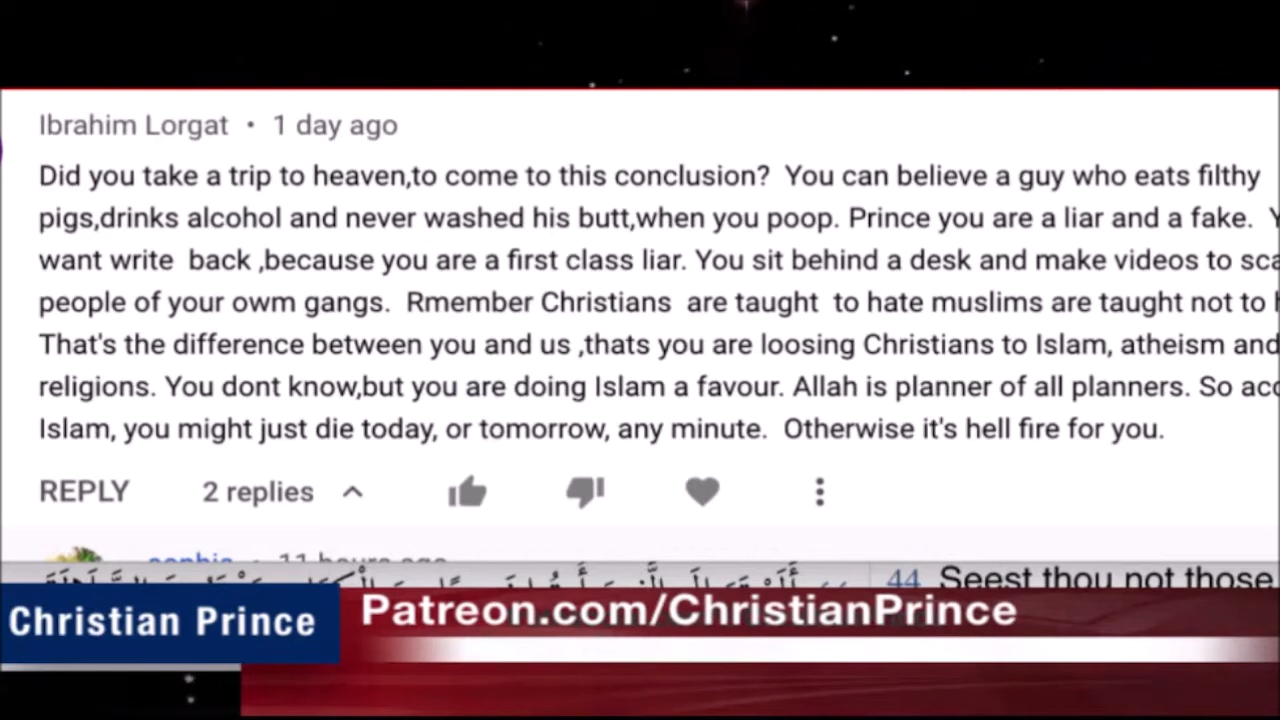 Ibrahim Lorgat • 1 day ago
Did you take a trip to heaven,to come to this conclusion? You can believe a guy who eats filthy
pigs,drinks alcohol and never washed his butt,when you poop. Prince you are a liar and a fake.
want write back ,because you are a first class liar. You sit behind a desk and make videos to
people of your owm gangs. Rmember Christians are taught to hate muslims are taught not to
That's the difference between you and us ,thats you are loosing Christians to Islam, atheism and
religions. You dont know,but you are doing Islam a favour. Allah is planner of all planners. So
Islam, you might just die today, or tomorrow, any minute. Otherwise it's hell fire for you.
REPLY 2 replies
sophie • 11 hours ago
44 Seest thou not those
Christian Prince
Patreon.com/ChristianPrince